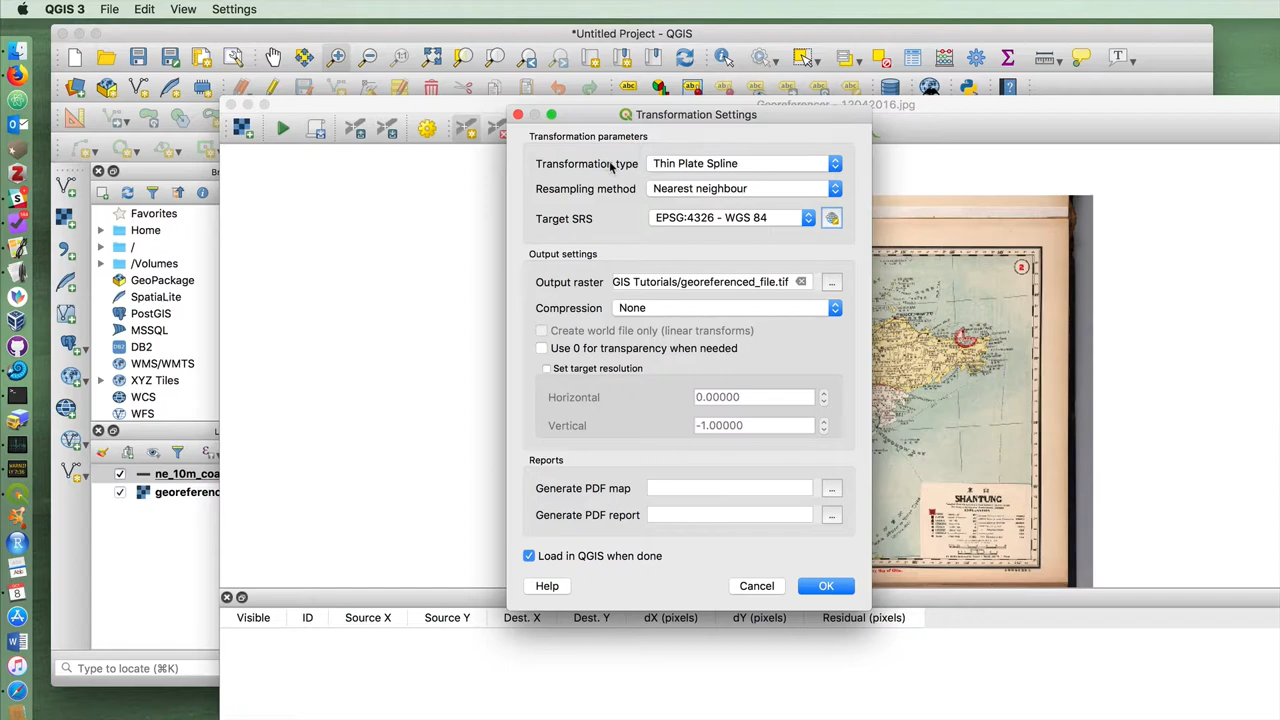 QGIS 3 File Edit View Settings
*Untitled Project - QGIS
Georeferencer - 12042016.jpg
Transformation Settings
Transformation parameters
Transformation type Thin Plate Spline
Resampling method Nearest neighbour
Target SRS EPSG:4326 - WGS 84
Output settings
Output raster GIS Tutorials/georeferenced_file.tif ...
Compression None
Create world file only (linear transforms)
Use 0 for transparency when needed
Set target resolution
Horizontal 0.00000
Vertical -1.00000
Reports
Generate PDF map ...
Generate PDF report ...
Load in QGIS when done
Help Cancel OK
Favorites
Home
/
/Volumes
GeoPackage
SpatiaLite
PostGIS
MSSQL
DB2
WMS/WMTS
XYZ Tiles
WCS
WFS
ne_10m_coa
georeferenc
Type to locate (⌘K)
Visible ID Source X Source Y Dest. X Dest. Y dX (pixels) dY (pixels) Residual (pixels)
2
SHANTUNG